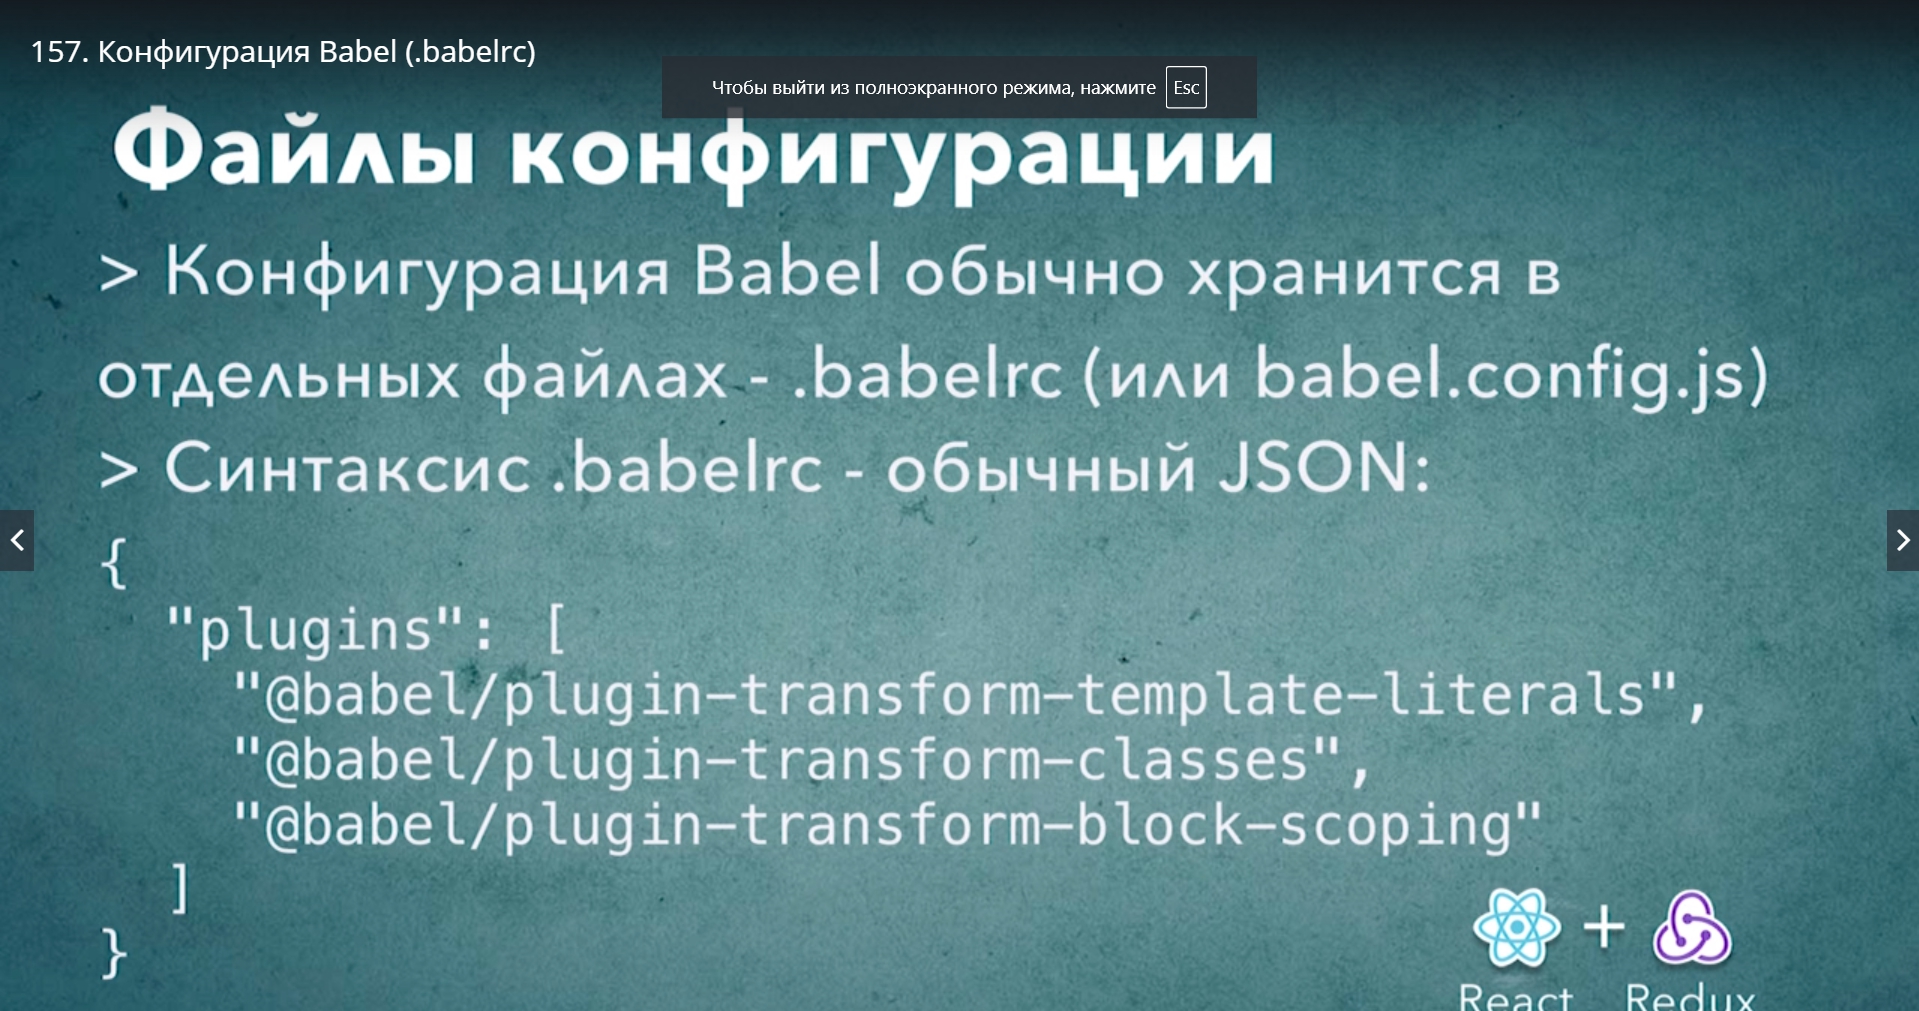 157. Конфигурация Babel (.babelrc)
Чтобы выйти из полноэкранного режима, нажмите Esc
Файлы конфигурации
> Конфигурация Babel обычно хранится в
отдельных файлах - .babelrc (или babel.config.js)
> Синтаксис .babelrc - обычный JSON:
{
"plugins": [
"@babel/plugin-transform-template-literals",
"@babel/plugin-transform-classes",
"@babel/plugin-transform-block-scoping"
]
}
+
React Redux